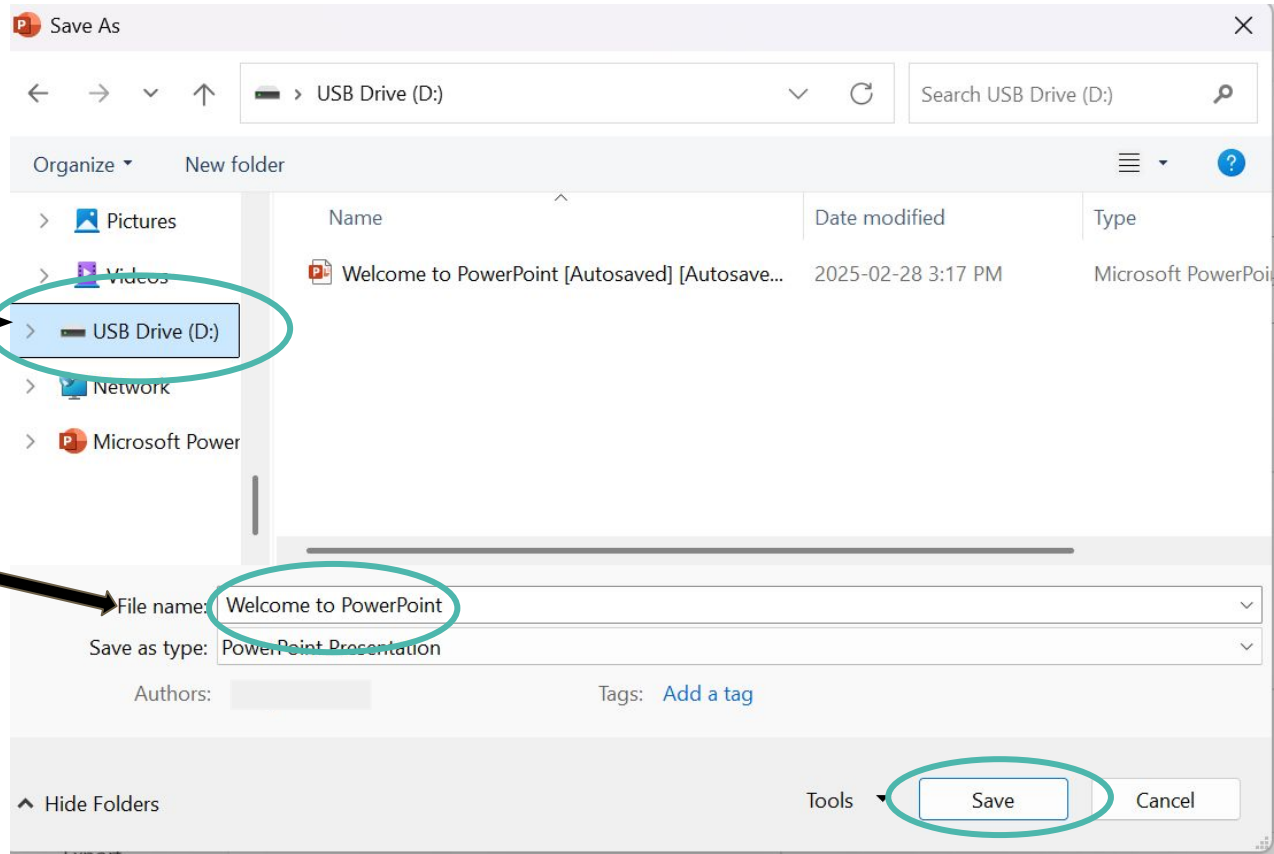 Save As
USB Drive (D:)
Search USB Drive (D:)
Organize
New folder
Pictures
Name
Date modified
Type
Videos
Welcome to PowerPoint [Autosaved] [Autosave...
2025-02-28 3:17 PM
Microsoft PowerPoi
USB Drive (D:)
Network
Microsoft Power
File name: Welcome to PowerPoint
Save as type: PowerPoint Presentation
Authors:
Tags: Add a tag
Hide Folders
Tools
Save
Cancel